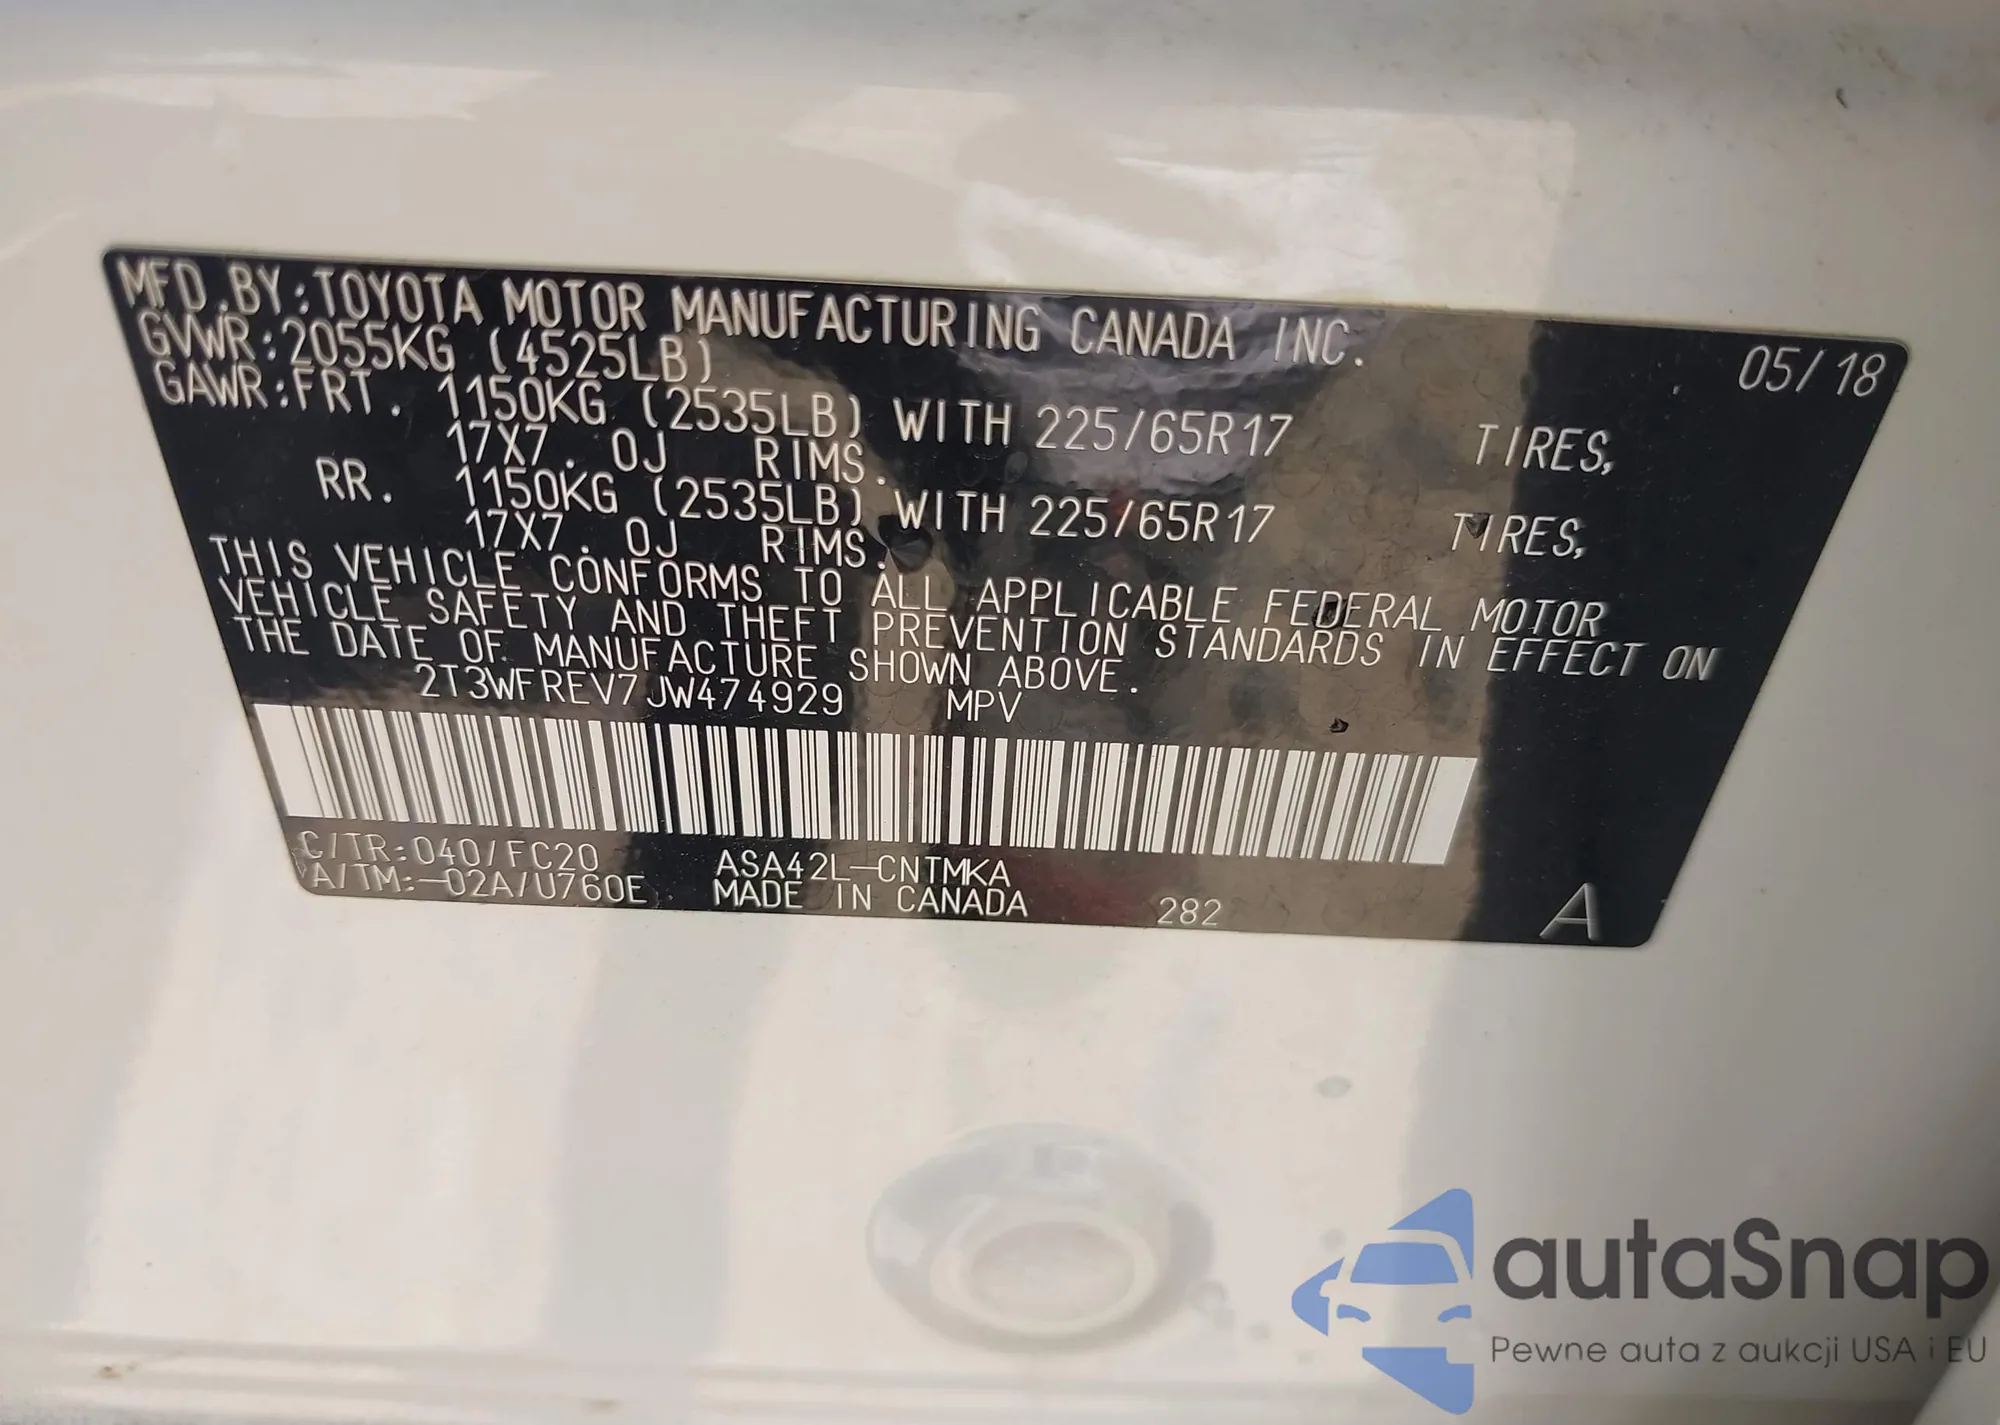 MFD.BY:TOYOTA MOTOR MANUFACTURING CANADA INC. 05/18
GVWR:2055KG (4525LB)
GAWR:FRT. 1150KG (2535LB) WITH 225/65R17 TIRES,
17X7.0J RIMS.
RR. 1150KG (2535LB) WITH 225/65R17 TIRES,
17X7.0J RIMS.
THIS VEHICLE CONFORMS TO ALL APPLICABLE FEDERAL MOTOR
VEHICLE SAFETY AND THEFT PREVENTION STANDARDS IN EFFECT ON
THE DATE OF MANUFACTURE SHOWN ABOVE.
2T3WFREV7JW474929 MPV
C/TR:040/FC20 ASA42L-CNTMKA
A/TM:-02A/U760E MADE IN CANADA 282 A
autaSnap
Pewne auta z aukcji USA i EU